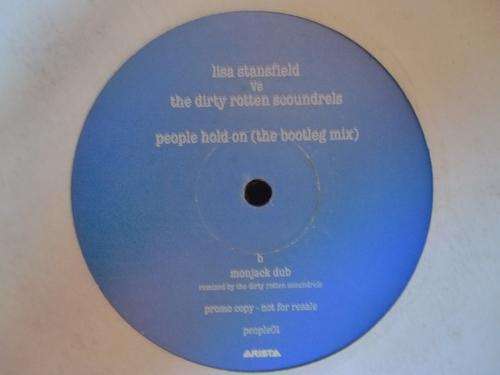 lisa stansfield
vs
the dirty rotten scoundrels
people hold on (the bootleg mix)
b
monjack dub
remixed by the dirty rotten scoundrels
promo copy - not for resale
people01
ARISTA